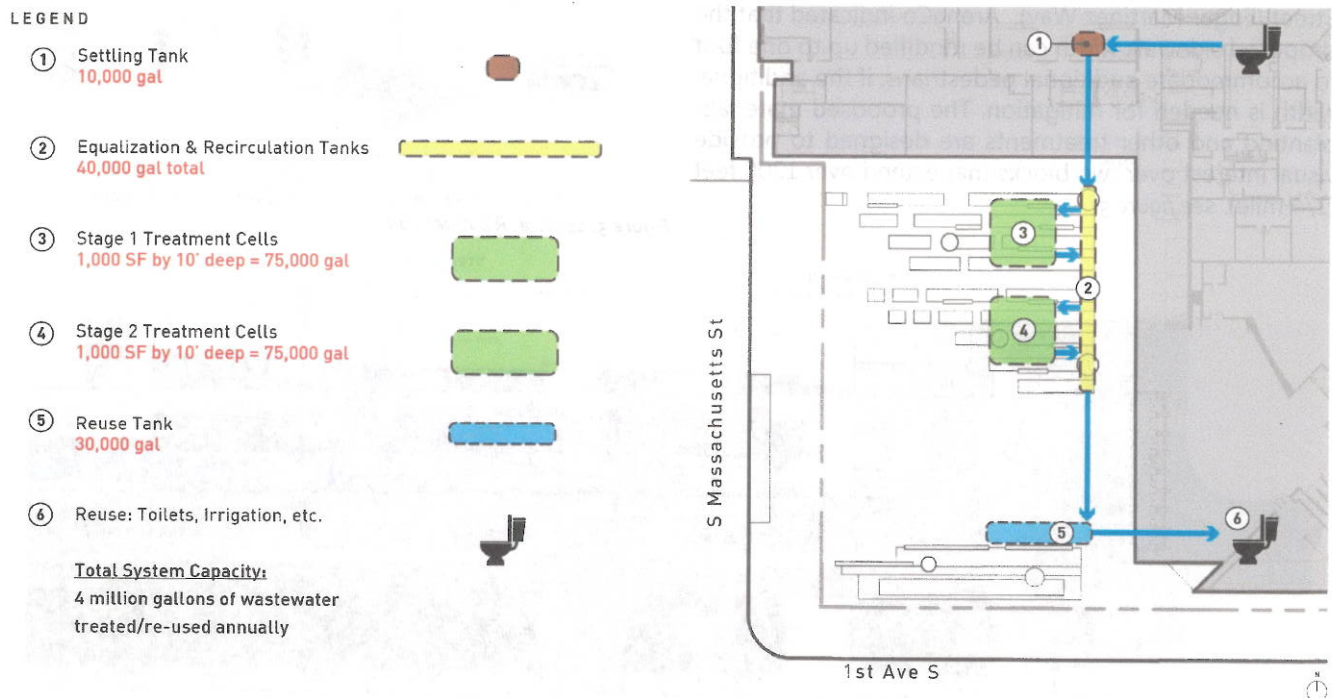 LEGEND
1 Settling Tank
10,000 gal
2 Equalization & Recirculation Tanks
40,000 gal total
3 Stage 1 Treatment Cells
1,000 SF by 10' deep = 75,000 gal
4 Stage 2 Treatment Cells
1,000 SF by 10' deep = 75,000 gal
5 Reuse Tank
30,000 gal
6 Reuse: Toilets, Irrigation, etc.
Total System Capacity:
4 million gallons of wastewater
treated/re-used annually
1
3
2
4
5
6
S Massachusetts St
1st Ave S
N